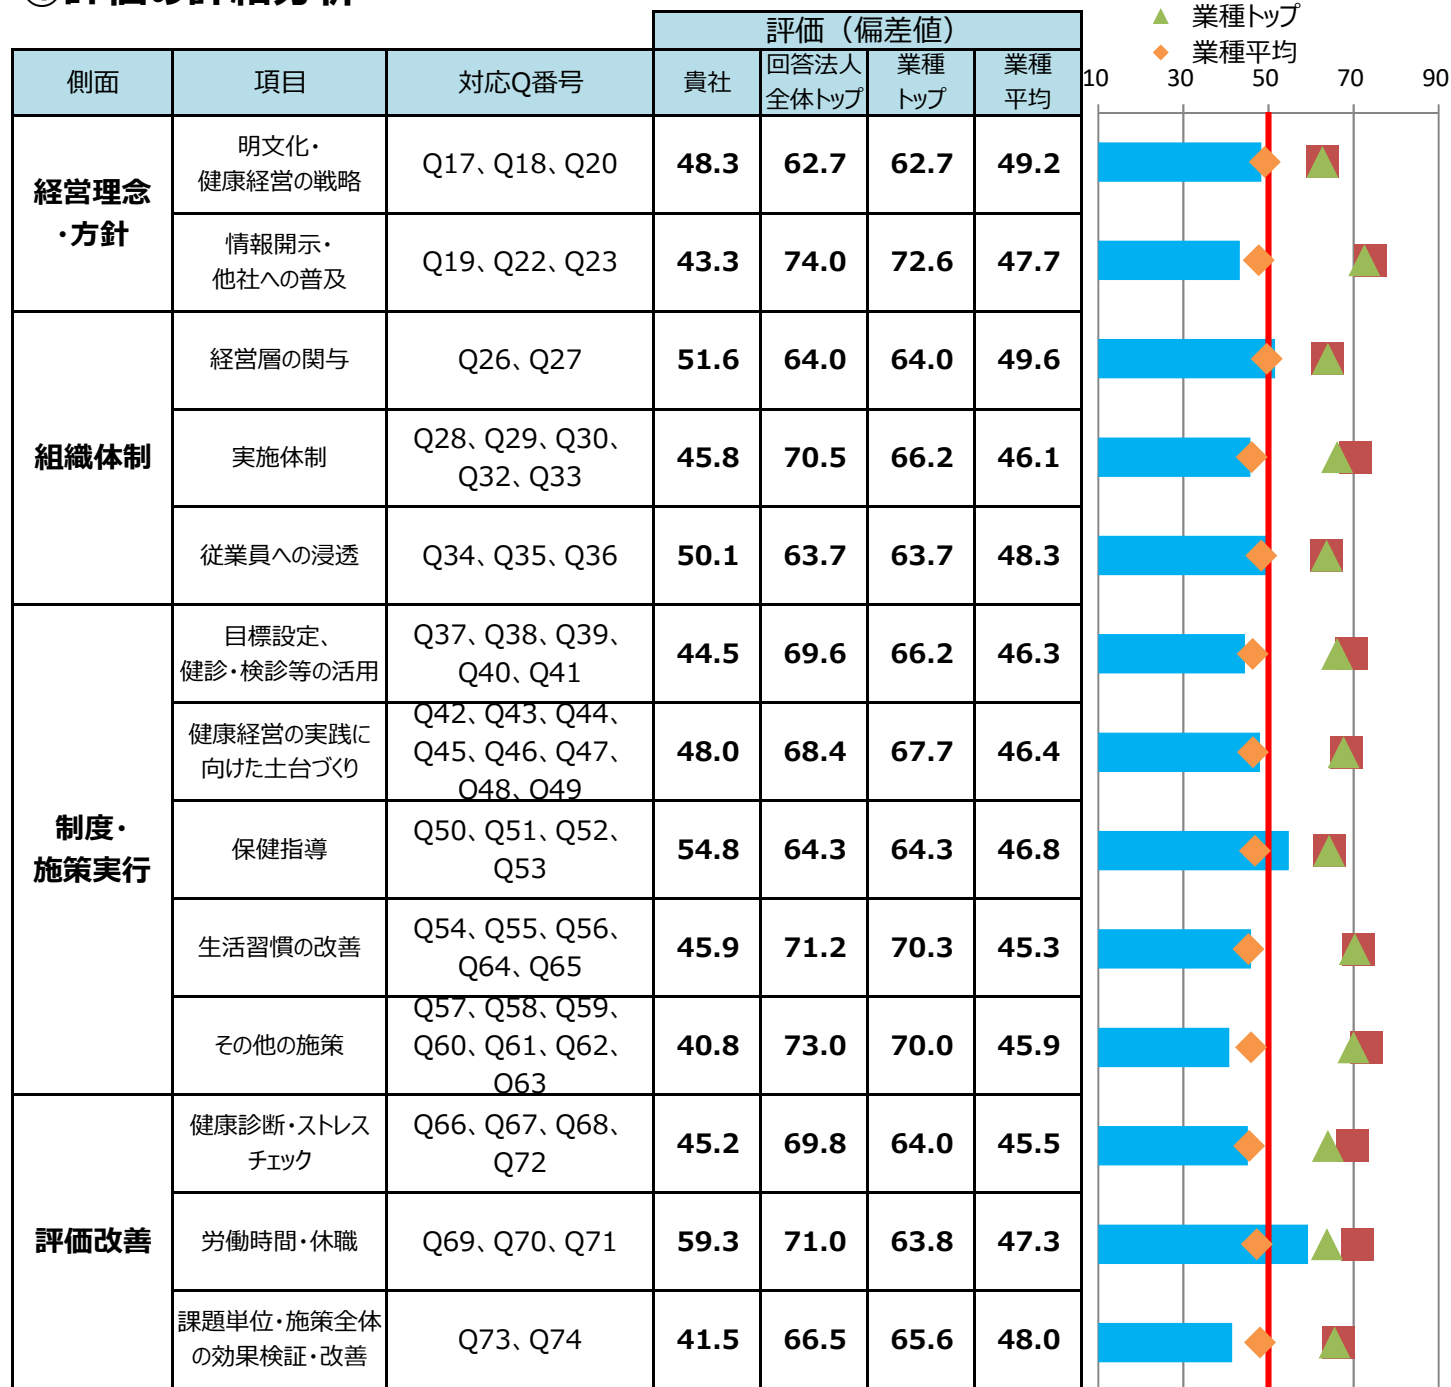 評価（偏差値）
▲ 業種トップ
◆ 業種平均
側面 項目 対応Q番号 貴社 回答法人 業種 業種
全体トップ トップ 平均
10 30 50 70 90
経営理念
・方針
明文化・
健康経営の戦略
Q17、Q18、Q20 48.3 62.7 62.7 49.2
情報開示・
他社への普及
Q19、Q22、Q23 43.3 74.0 72.6 47.7
組織体制
経営層の関与 Q26、Q27 51.6 64.0 64.0 49.6
実施体制
Q28、Q29、Q30、
Q32、Q33
45.8 70.5 66.2 46.1
従業員への浸透 Q34、Q35、Q36 50.1 63.7 63.7 48.3
制度・
施策実行
目標設定、
健診・検診等の活用
Q37、Q38、Q39、
Q40、Q41
44.5 69.6 66.2 46.3
健康経営の実践に
向けた土台づくり
Q42、Q43、Q44、
Q45、Q46、Q47、
Q48、Q49
48.0 68.4 67.7 46.4
保健指導
Q50、Q51、Q52、
Q53
54.8 64.3 64.3 46.8
生活習慣の改善
Q54、Q55、Q56、
Q64、Q65
45.9 71.2 70.3 45.3
その他の施策
Q57、Q58、Q59、
Q60、Q61、Q62、
Q63
40.8 73.0 70.0 45.9
評価改善
健康診断・ストレス
チェック
Q66、Q67、Q68、
Q72
45.2 69.8 64.0 45.5
労働時間・休職 Q69、Q70、Q71 59.3 71.0 63.8 47.3
課題単位・施策全体
の効果検証・改善
Q73、Q74 41.5 66.5 65.6 48.0